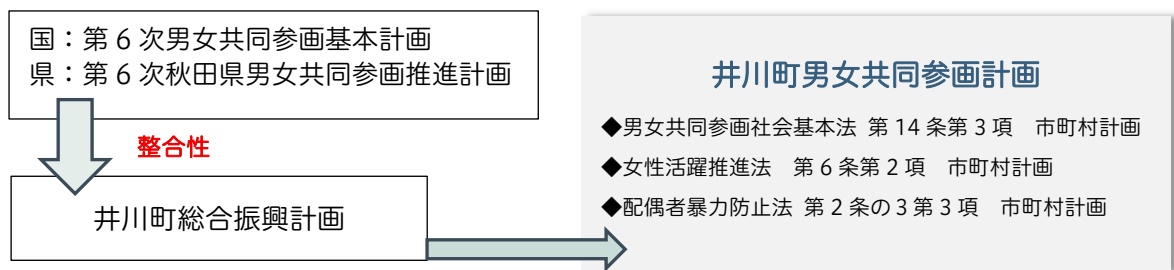 国：第６次男女共同参画基本計画
県：第６次秋田県男女共同参画推進計画
整合性
井川町総合振興計画
井川町男女共同参画計画
◆男女共同参画社会基本法 第 14 条第３項　市町村計画
◆女性活躍推進法　第６条第２項　市町村計画
◆配偶者暴力防止法 第２条の３第３項　市町村計画